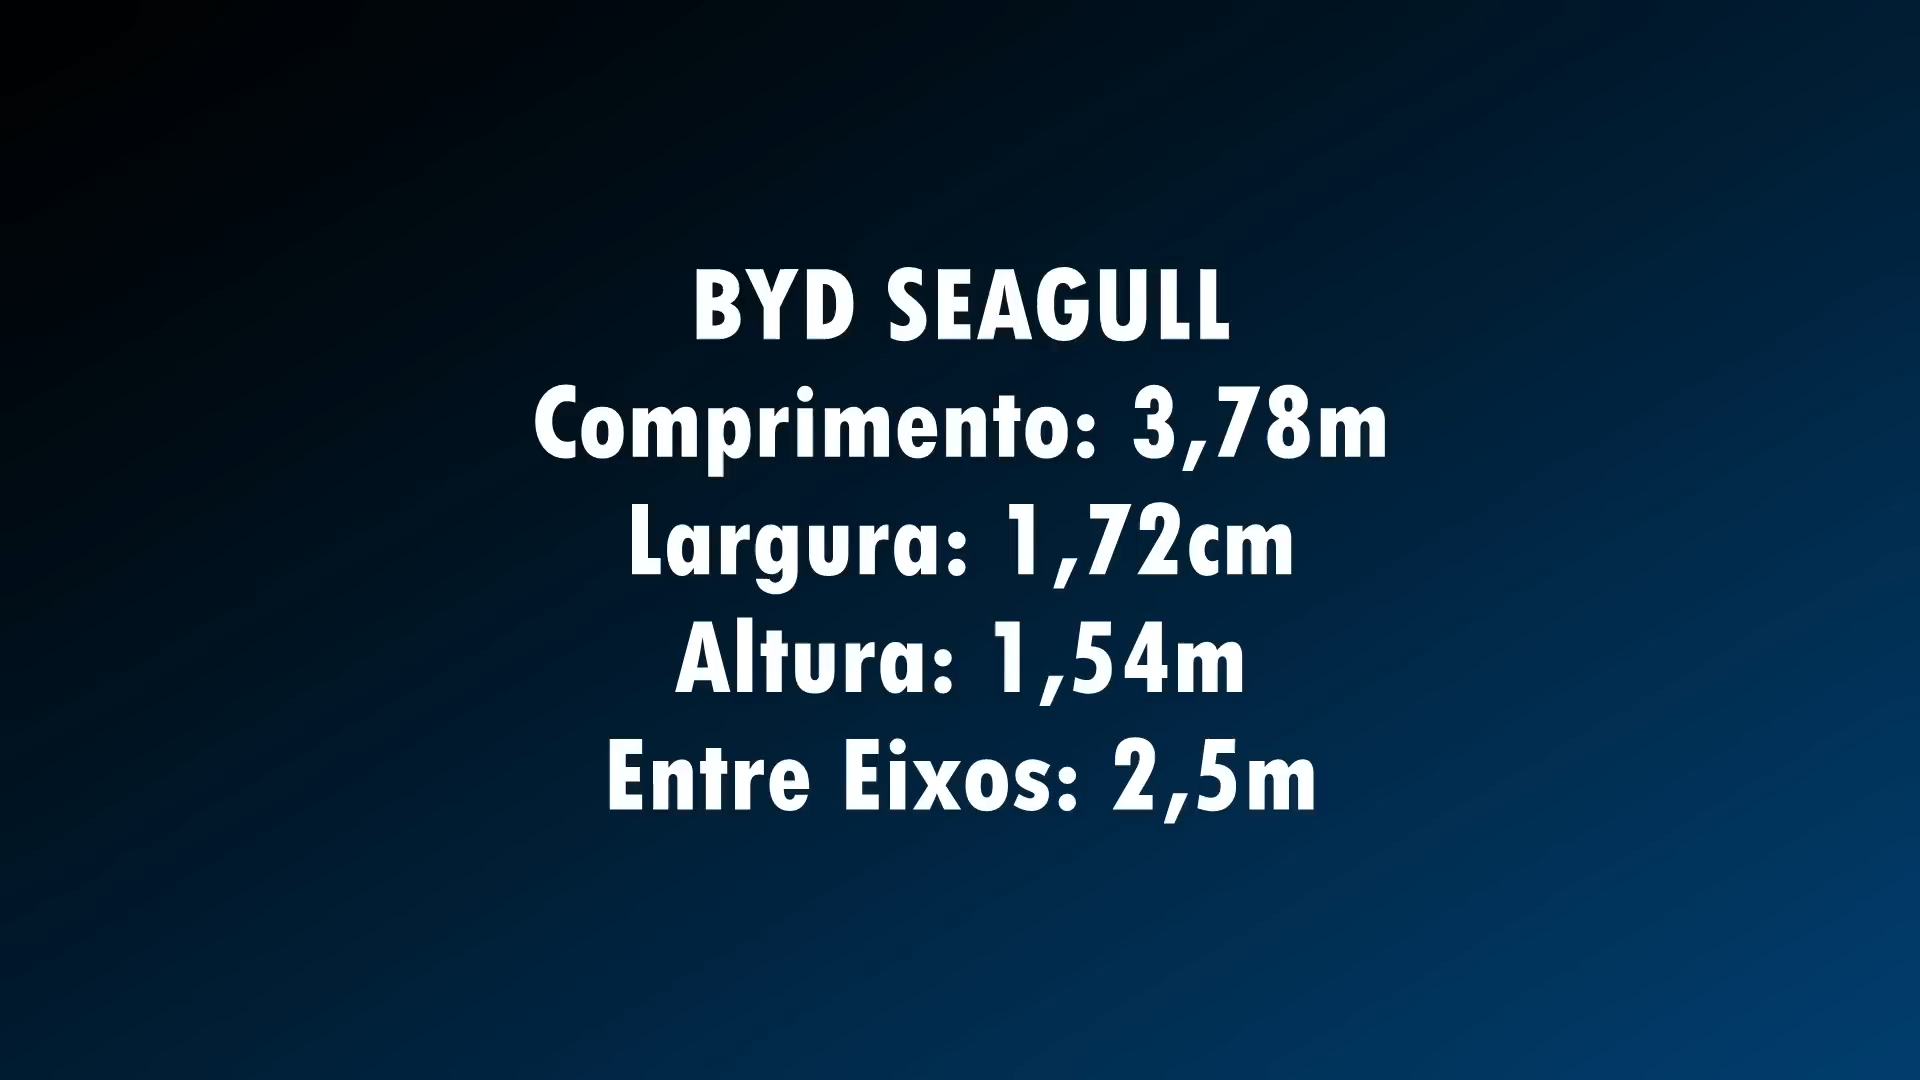 BYD SEAGULL
Comprimento: 3,78m
Largura: 1,72cm
Altura: 1,54m
Entre Eixos: 2,5m